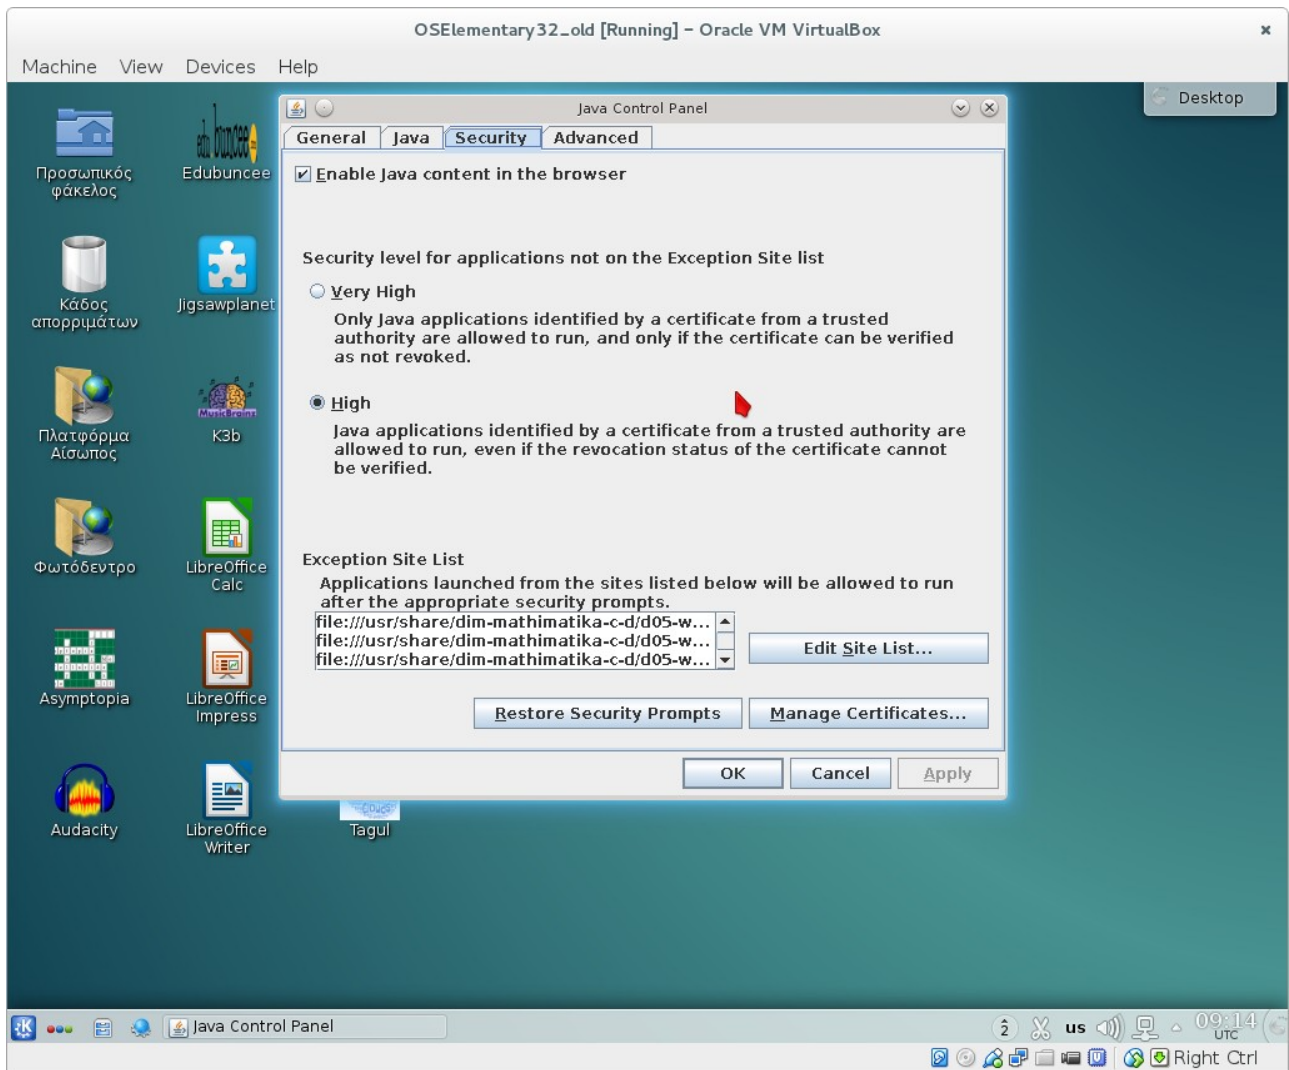 OSElementary32_old [Running] – Oracle VM VirtualBox
Machine View Devices Help
Desktop
Java Control Panel
General Java Security Advanced
Enable Java content in the browser
Security level for applications not on the Exception Site list
Very High
Only Java applications identified by a certificate from a trusted
authority are allowed to run, and only if the certificate can be verified
as not revoked.
High
Java applications identified by a certificate from a trusted authority are
allowed to run, even if the revocation status of the certificate cannot
be verified.
Exception Site List
Applications launched from the sites listed below will be allowed to run
after the appropriate security prompts.
file:///usr/share/dim-mathimatika-c-d/d05-w...
file:///usr/share/dim-mathimatika-c-d/d05-w...
file:///usr/share/dim-mathimatika-c-d/d05-w...
Edit Site List...
Restore Security Prompts Manage Certificates...
OK Cancel Apply
Προσωπικός
φάκελος
edu buncee
Edubuncee
Κάδος
απορριμάτων
Jigsawplanet
Πλατφόρμα
Αίσωπος
MusicBrainz
K3b
Φωτόδεντρο
LibreOffice
Calc
Asymptopia
LibreOffice
Impress
Audacity
LibreOffice
Writer
Tagul
Java Control Panel
2 us 09:14
UTC
Right Ctrl